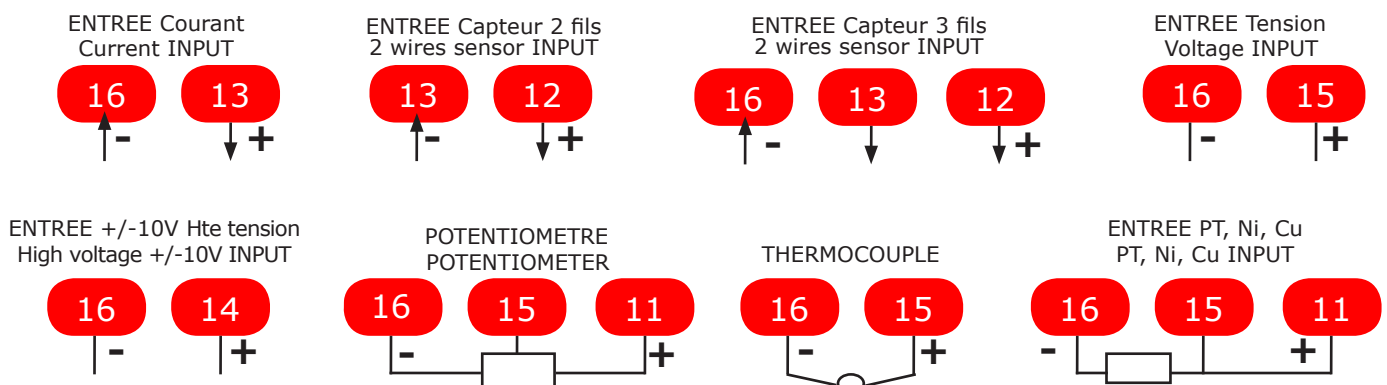 ENTREE Courant
Current INPUT
16 13
- +
ENTREE Capteur 2 fils
2 wires sensor INPUT
13 12
- +
ENTREE Capteur 3 fils
2 wires sensor INPUT
16 13 12
- +
ENTREE Tension
Voltage INPUT
16 15
- +
ENTREE +/-10V Hte tension
High voltage +/-10V INPUT
16 14
- +
POTENTIOMETRE
POTENTIOMETER
16 15 11
- +
THERMOCOUPLE
16 15
- +
ENTREE PT, Ni, Cu
PT, Ni, Cu INPUT
16 15 11
- +